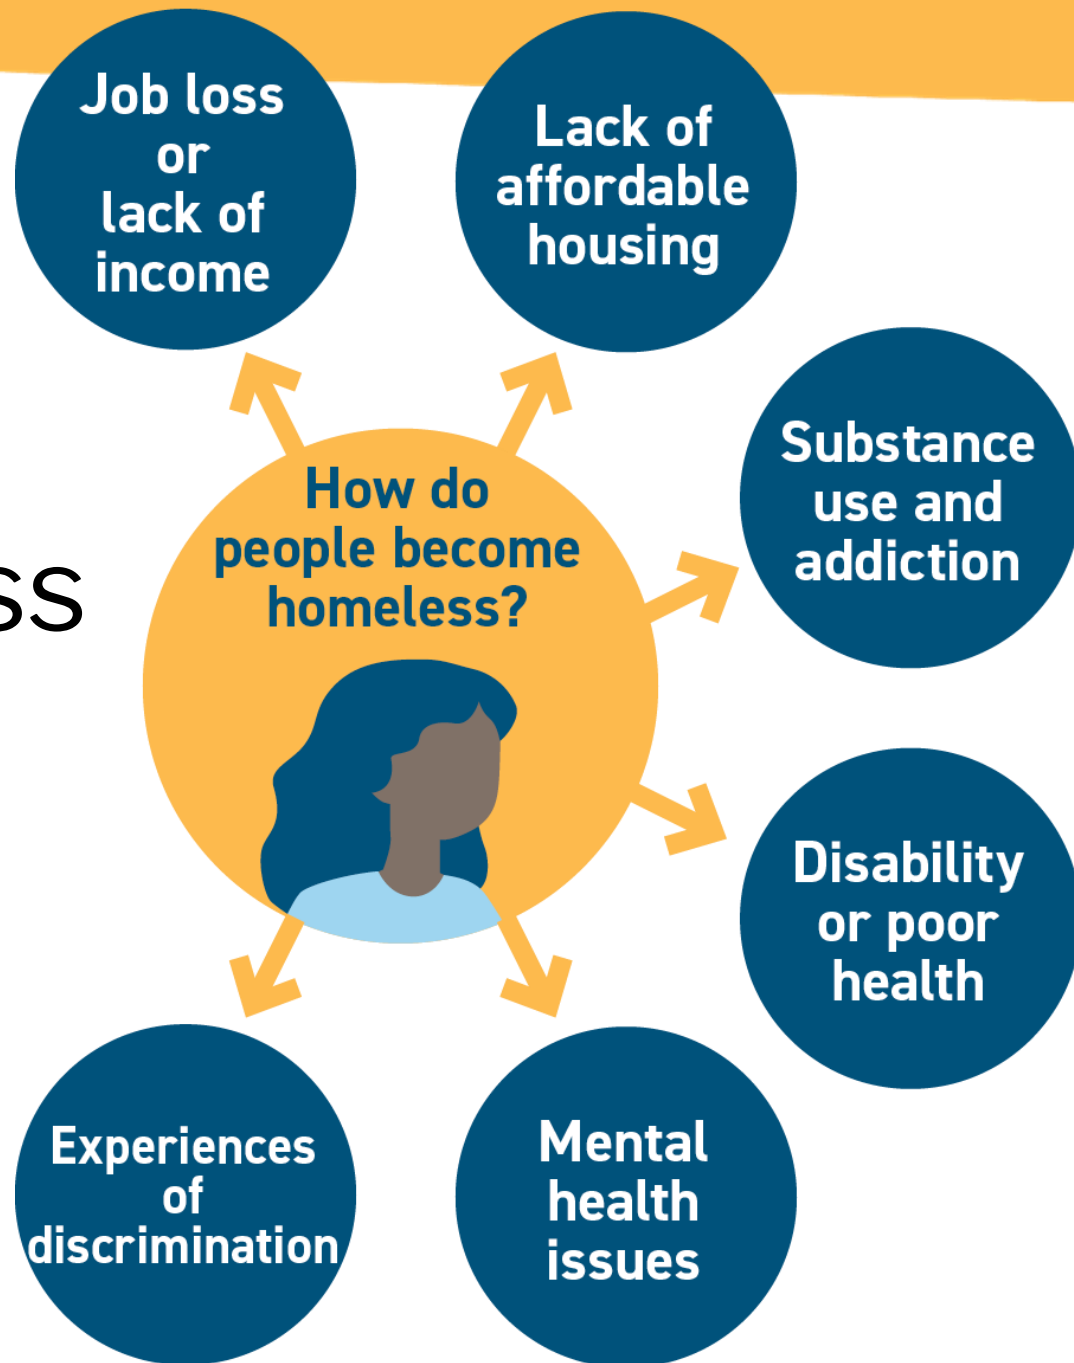 Job loss
or
lack of
income
Lack of
affordable
housing
Substance
use and
addiction
How do
people become
homeless?
ss
Disability
or poor
health
Experiences
of
discrimination
Mental
health
issues